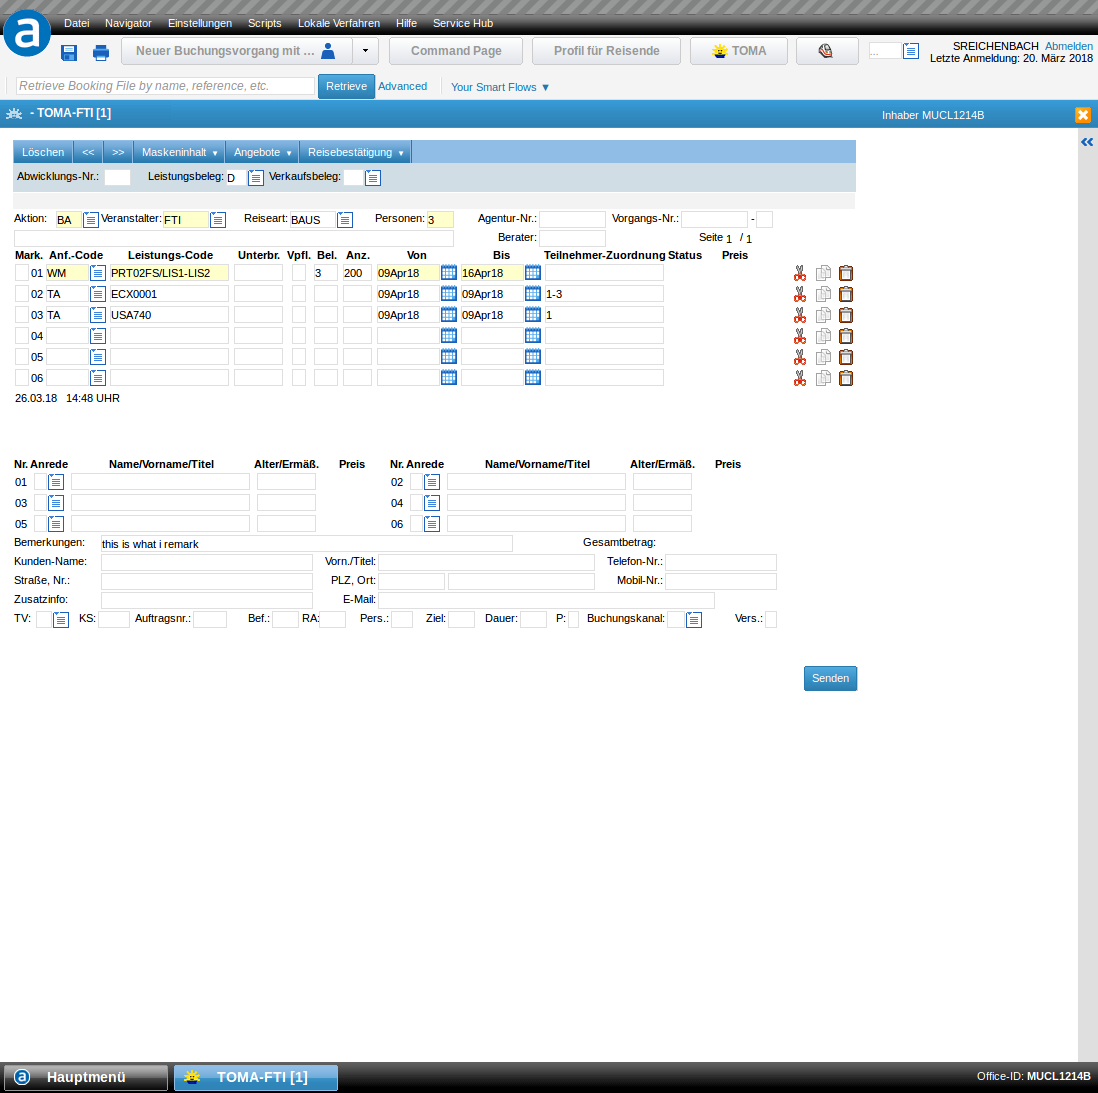 Datei Navigator Einstellungen Scripts Lokale Verfahren Hilfe Service Hub
a
Neuer Buchungsvorgang mit ... Command Page Profil für Reisende TOMA ... SREICHENBACH Abmelden
Letzte Anmeldung: 20. März 2018
Retrieve Booking File by name, reference, etc. Retrieve Advanced Your Smart Flows ▼
- TOMA-FTI [1] Inhaber MUCL1214B
Löschen << >> Maskeninhalt ▼ Angebote ▼ Reisebestätigung ▼
Abwicklungs-Nr.: Leistungsbeleg: D Verkaufsbeleg:
Aktion: BA Veranstalter: FTI Reiseart: BAUS Personen: 3 Agentur-Nr.: Vorgangs-Nr.: -
Berater: Seite 1 / 1
Mark. Anf.-Code Leistungs-Code Unterbr. Vpfl. Bel. Anz. Von Bis Teilnehmer-Zuordnung Status Preis
01 WM PRT02FS/LIS1-LIS2 3 200 09Apr18 16Apr18
02 TA ECX0001 09Apr18 09Apr18 1-3
03 TA USA740 09Apr18 09Apr18 1
04
05
06
26.03.18 14:48 UHR
Nr. Anrede Name/Vorname/Titel Alter/Ermäß. Preis Nr. Anrede Name/Vorname/Titel Alter/Ermäß. Preis
01 02
03 04
05 06
Bemerkungen: this is what i remark Gesamtbetrag:
Kunden-Name: Vorn./Titel: Telefon-Nr.:
Straße, Nr.: PLZ, Ort: Mobil-Nr.:
Zusatzinfo: E-Mail:
TV: KS: Auftragsnr.: Bef.: RA: Pers.: Ziel: Dauer: P: Buchungskanal: Vers.:
Senden
a Hauptmenü TOMA-FTI [1] Office-ID: MUCL1214B